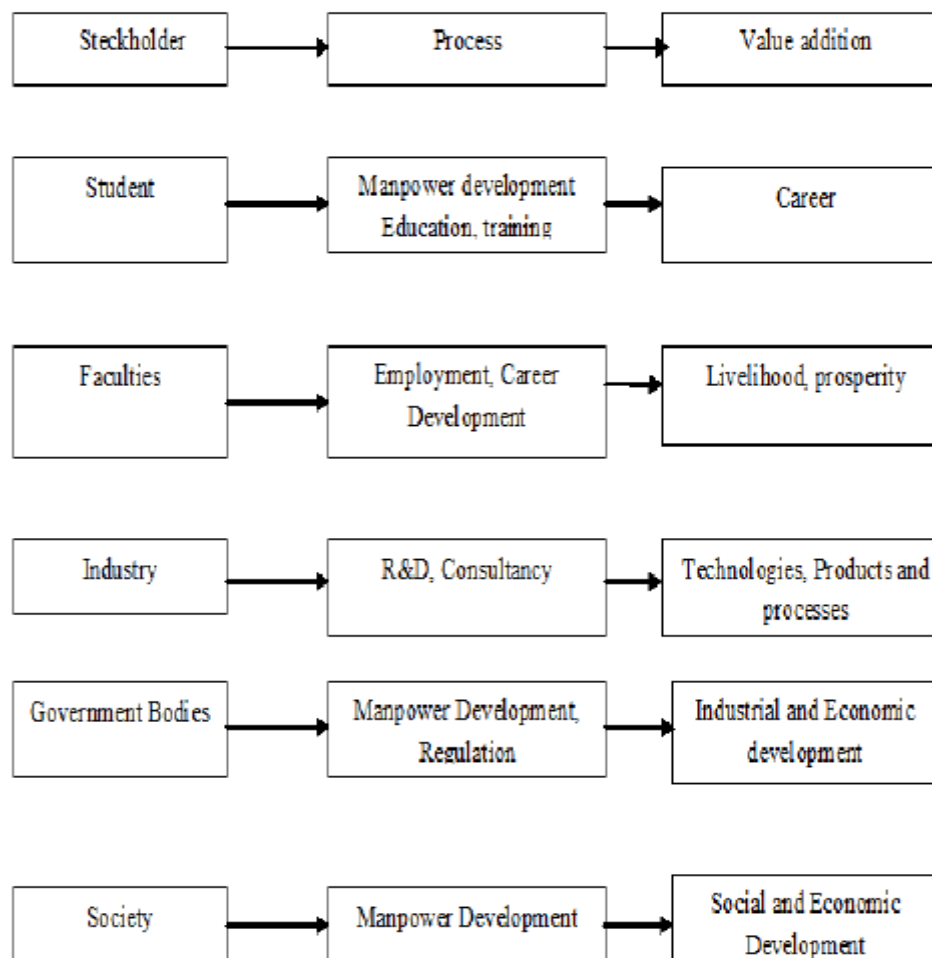 Steckholder
Process
Value addition
Student
Manpower development
Education, training
Career
Faculties
Employment, Career
Development
Livelihood, prosperity
Industry
R&D, Consultancy
Technologies, Products and
processes
Government Bodies
Manpower Development,
Regulation
Industrial and Economic
development
Society
Manpower Development
Social and Economic
Development